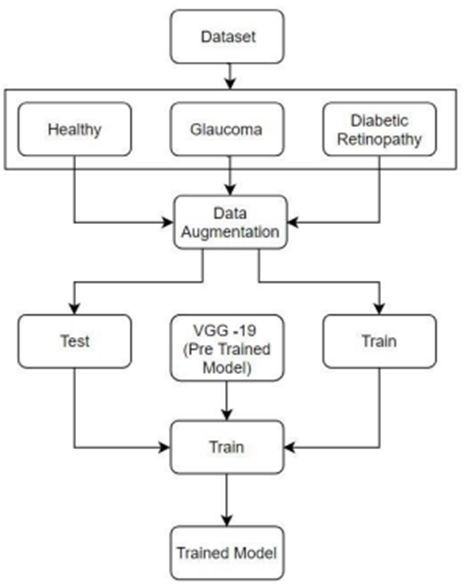 Dataset
Healthy
Glaucoma
Diabetic
Retinopathy
Data
Augmentation
Test
VGG -19
(Pre Trained
Model)
Train
Train
Trained Model